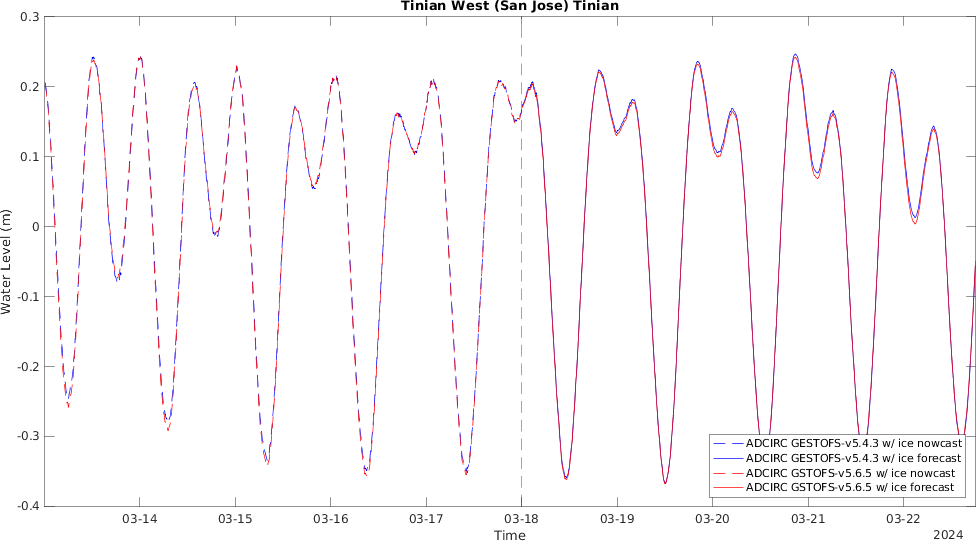 Tinian West (San Jose) Tinian
0.3
0.2
0.1
0
-0.1
-0.2
-0.3
-0.4
Water Level (m)
ADCIRC GESTOFS-v5.4.3 w/ ice nowcast
ADCIRC GESTOFS-v5.4.3 w/ ice forecast
ADCIRC GSTOFS-v5.6.5 w/ ice nowcast
ADCIRC GSTOFS-v5.6.5 w/ ice forecast
03-14 03-15 03-16 03-17 03-18 03-19 03-20 03-21 03-22
Time
2024